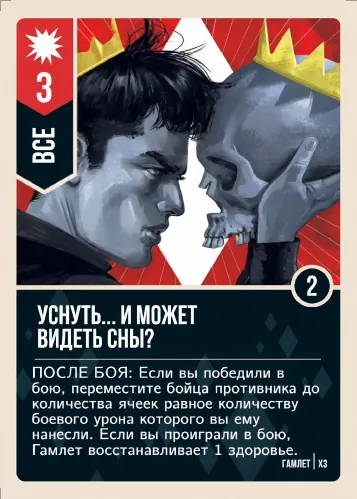 3
ВСЕ
2
УСНУТЬ... И МОЖЕТ
ВИДЕТЬ СНЫ?
ПОСЛЕ БОЯ: Если вы победили в
бою, переместите бойца противника до
количества ячеек равное количеству
боевого урона которого вы ему
нанесли. Если вы проиграли в бою,
Гамлет восстанавливает 1 здоровье.
ГАМЛЕТ | X3